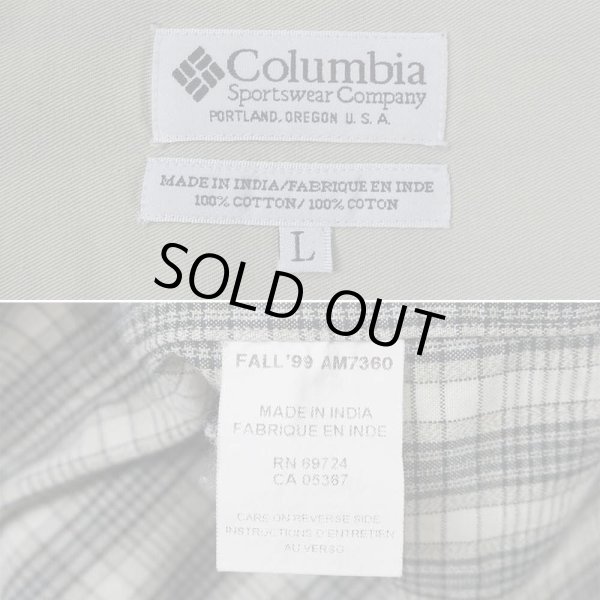 Columbia
Sportswear Company
PORTLAND, OREGON U.S.A.
MADE IN INDIA/FABRIQUE EN INDE
100% COTTON/100% COTON
L
SOLD OUT
FALL'99 AM7360
MADE IN INDIA
FABRIQUE EN INDE
RN 69724
CA 05367
CARE ON REVERSE SIDE
INSTRUCTIONS D'ENTRETIEN
AU VERSO